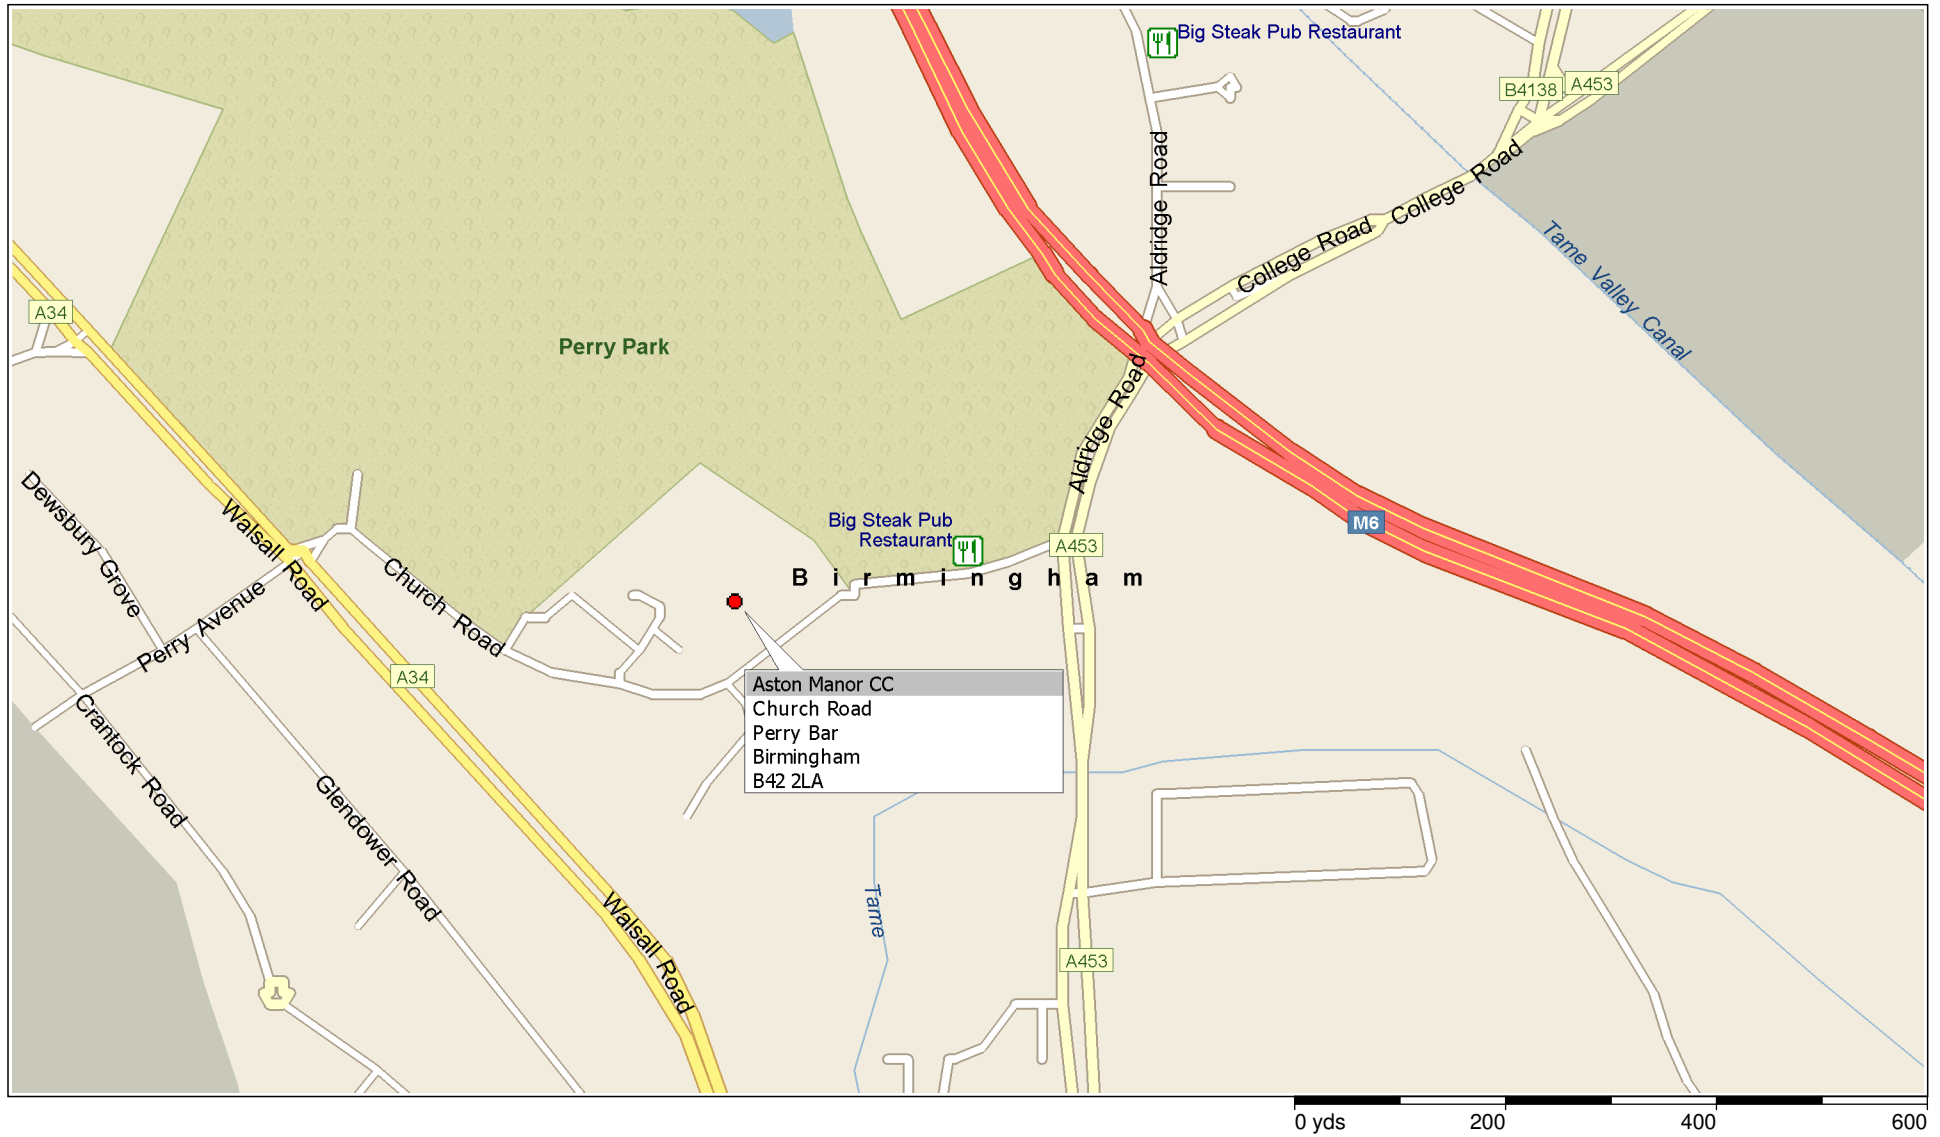 Big Steak Pub Restaurant
B4138
A453
Aldridge Road
College Road
College Road
Tame Valley Canal
A34
Perry Park
Aldridge Road
Dewsbury Grove
Walsall Road
Big Steak Pub
Restaurant
M6
A453
Birmingham
Church Road
Perry Avenue
A34
Aston Manor CC
Church Road
Perry Bar
Birmingham
B42 2LA
Crantock Road
Glendower Road
Walsall Road
Tame
A453
0 yds 200 400 600